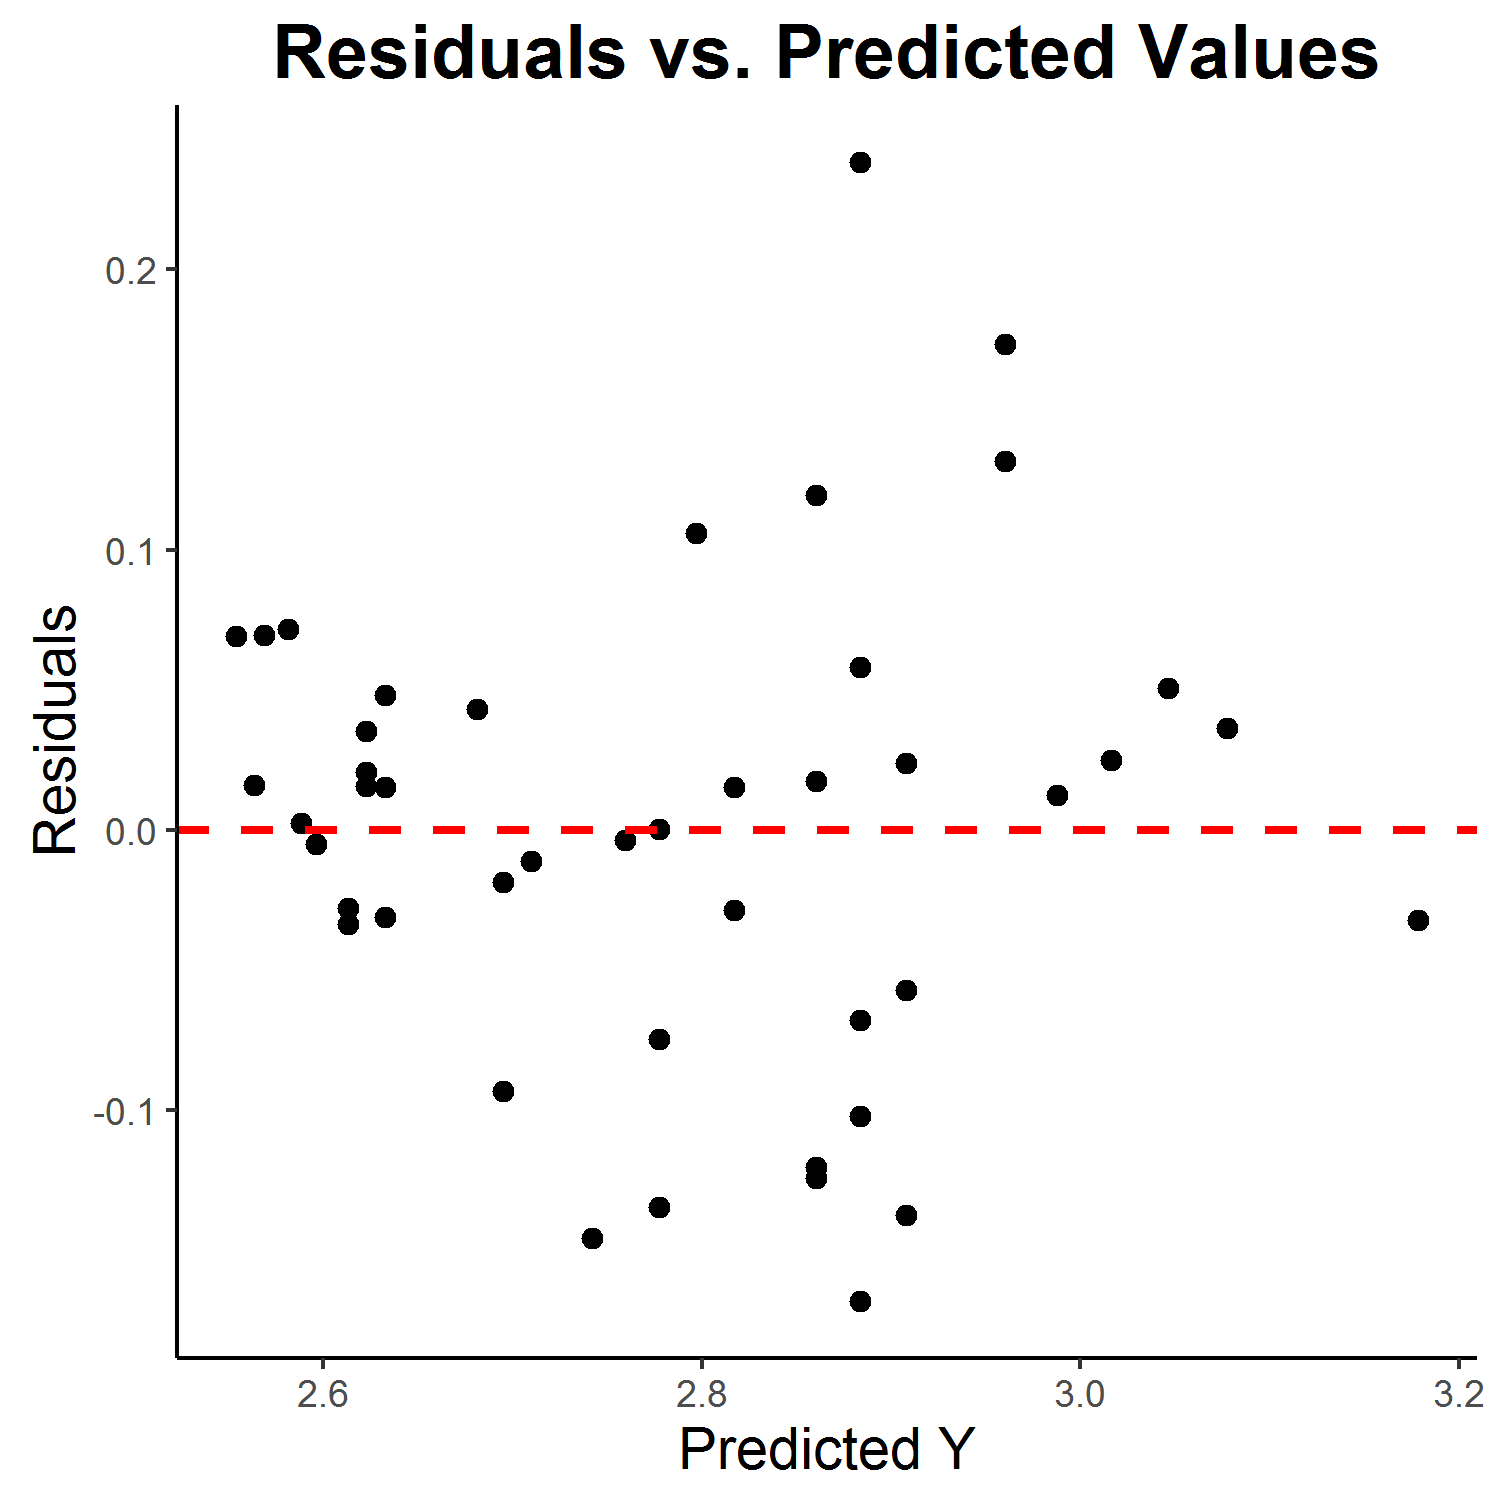 Residuals vs. Predicted Values
Residuals
0.2
0.1
0.0
-0.1
2.6 2.8 3.0 3.2
Predicted Y